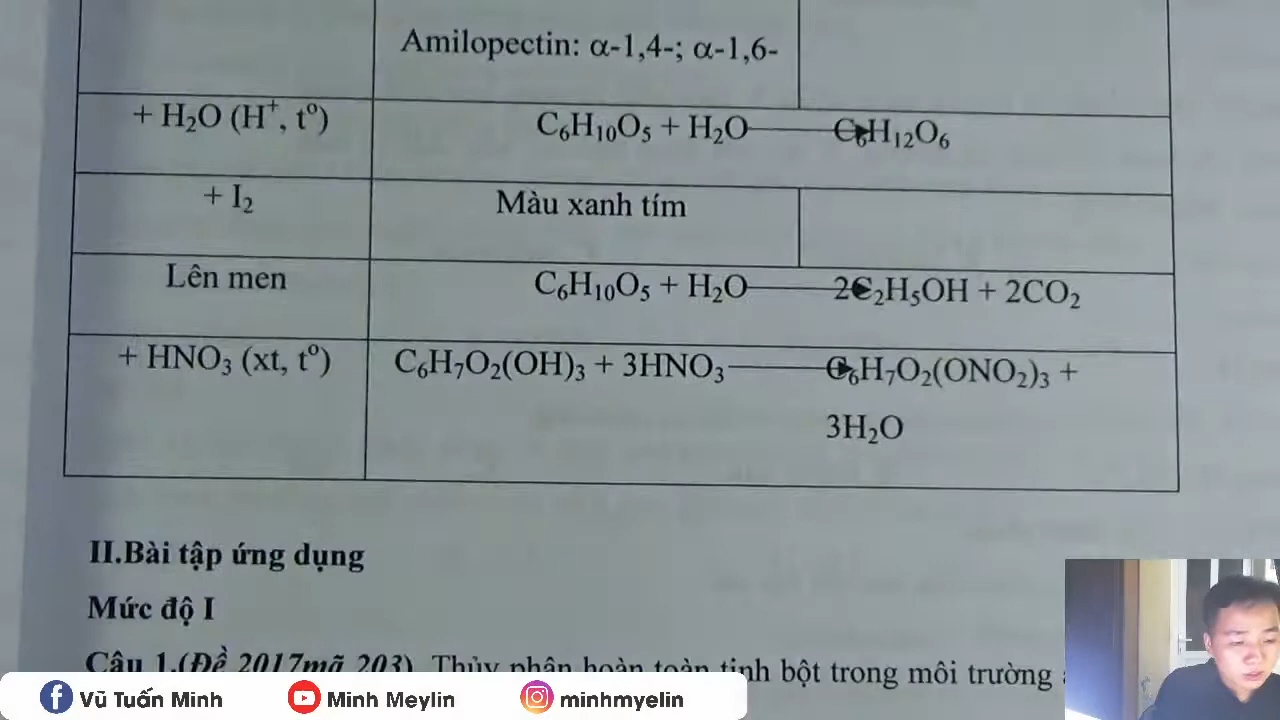 Amilopectin: α-1,4-; α-1,6-
+ H₂O (H⁺, tº)
C₆H₁₀O₅ + H₂O → C₆H₁₂O₆
+ I₂
Màu xanh tím
Lên men
C₆H₁₀O₅ + H₂O → 2C₂H₅OH + 2CO₂
+ HNO₃ (xt, tº)
C₆H₇O₂(OH)₃ + 3HNO₃ → C₆H₇O₂(ONO₂)₃ +
3H₂O
II.Bài tập ứng dụng
Mức độ I
Câu 1.(Đề 2017mã 203). Thủy phân hoàn toàn tinh bột trong môi trường
Vũ Tuấn Minh
Minh Meylin
minhmyelin